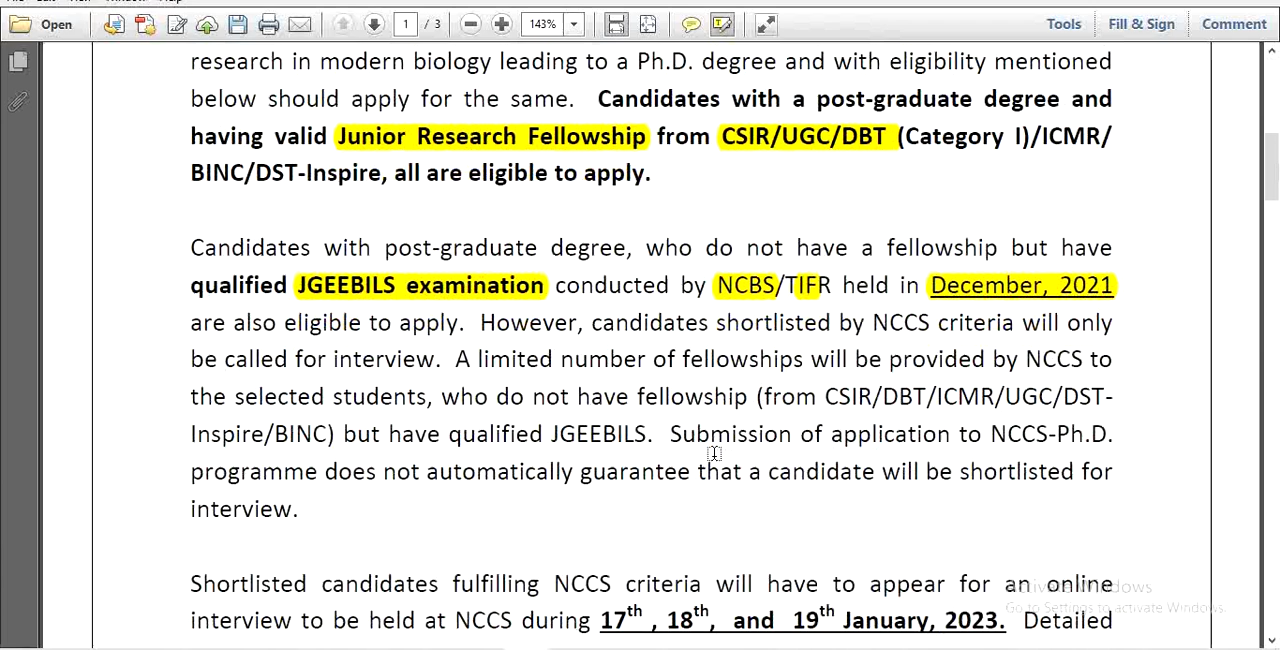 Open
1 / 3
143%
Tools
Fill & Sign
Comment
research in modern biology leading to a Ph.D. degree and with eligibility mentioned
below should apply for the same. Candidates with a post-graduate degree and
having valid Junior Research Fellowship from CSIR/UGC/DBT (Category I)/ICMR/
BINC/DST-Inspire, all are eligible to apply.
Candidates with post-graduate degree, who do not have a fellowship but have
qualified JGEEBILS examination conducted by NCBS/TIFR held in December, 2021
are also eligible to apply. However, candidates shortlisted by NCCS criteria will only
be called for interview. A limited number of fellowships will be provided by NCCS to
the selected students, who do not have fellowship (from CSIR/DBT/ICMR/UGC/DST-
Inspire/BINC) but have qualified JGEEBILS. Submission of application to NCCS-Ph.D.
programme does not automatically guarantee that a candidate will be shortlisted for
interview.
Shortlisted candidates fulfilling NCCS criteria will have to appear for an online
interview to be held at NCCS during 17th , 18th, and 19th January, 2023. Detailed
Activate Windows
Go to Settings to activate Windows.